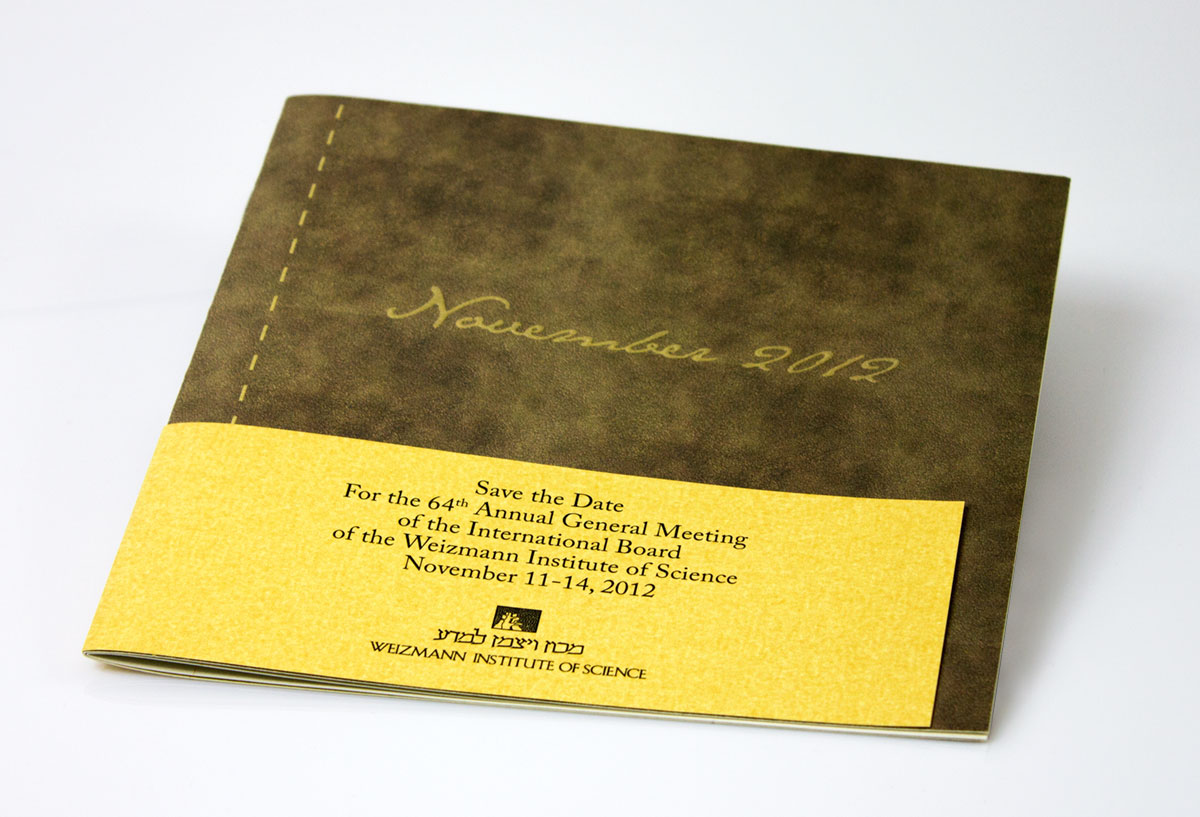 November 2012
Save the Date
For the 64th Annual General Meeting
of the International Board
of the Weizmann Institute of Science
November 11-14, 2012
מכון ויצמן למדע
WEIZMANN INSTITUTE OF SCIENCE